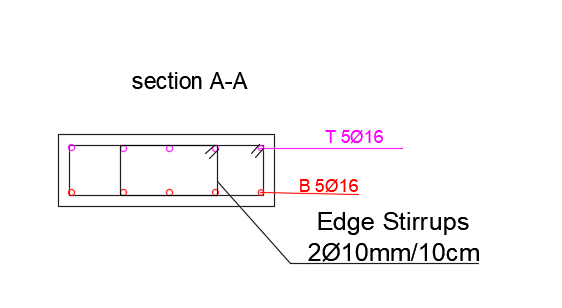 section A-A
T 5Ø16
B 5Ø16
Edge Stirrups
2Ø10mm/10cm